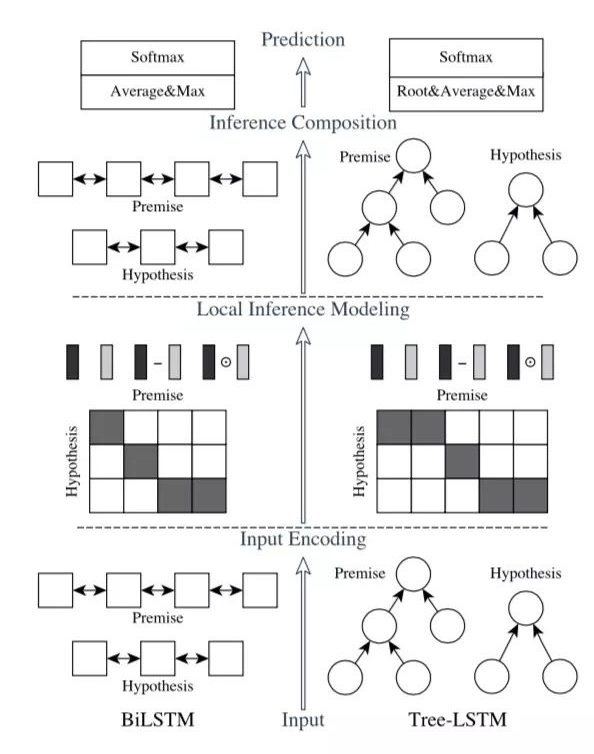 Prediction
Softmax
Average&Max
Softmax
Root&Average&Max
Inference Composition
Premise
Hypothesis
Premise
Hypothesis
Local Inference Modeling
−
⊙
Premise
Hypothesis
−
⊙
Premise
Hypothesis
Input Encoding
Premise
Hypothesis
Premise
Hypothesis
BiLSTM
Input
Tree-LSTM